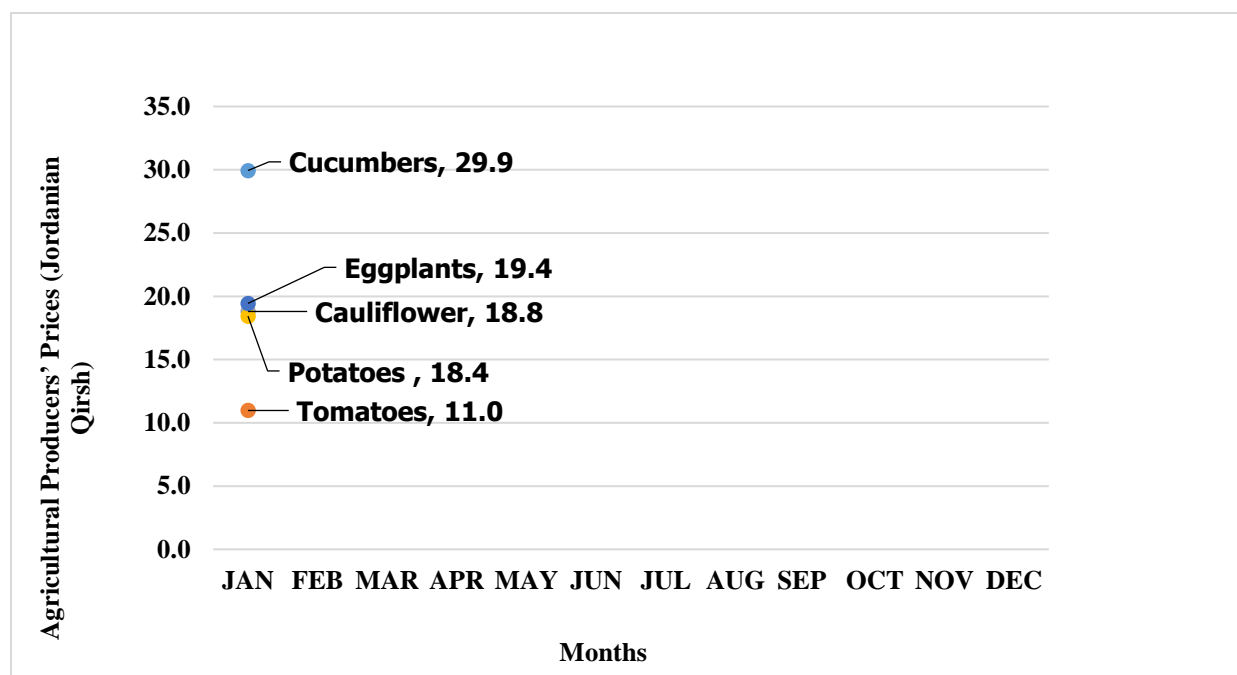 Agricultural Producers’ Prices (Jordanian
Qirsh)
35.0
30.0
25.0
20.0
15.0
10.0
5.0
0.0
Cucumbers, 29.9
Eggplants, 19.4
Cauliflower, 18.8
Potatoes , 18.4
Tomatoes, 11.0
JAN FEB MAR APR MAY JUN JUL AUG SEP OCT NOV DEC
Months